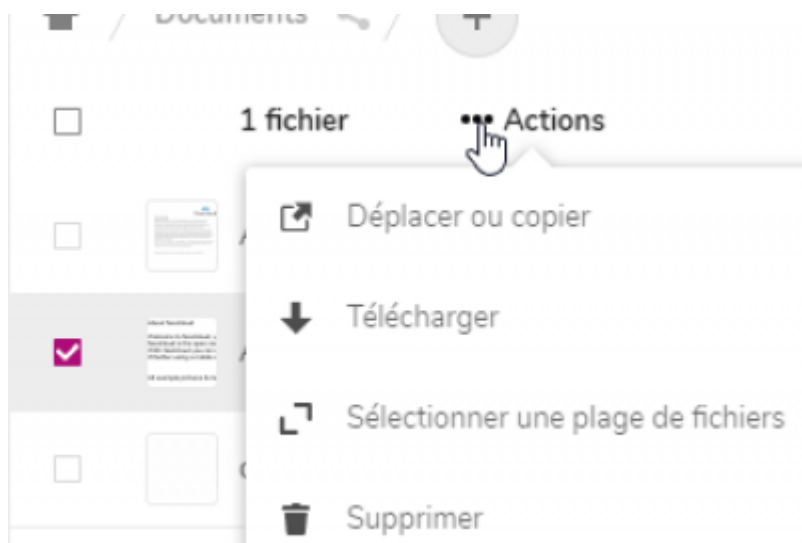 Documents
1 fichier ••• Actions
Déplacer ou copier
Télécharger
Sélectionner une plage de fichiers
Supprimer